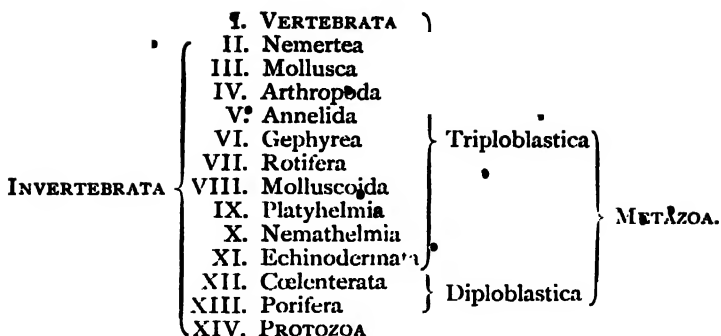 I. VERTEBRATA
II. Nemertea
III. Mollusca
IV. Arthropoda
V. Annelida
VI. Gephyrea Triploblastica
VII. Rotifera
INVERTEBRATA VIII. Molluscoida
IX. Platyhelmia METAZOA.
X. Nemathelmia
XI. Echinodermata
XII. Cœlenterata
XIII. Porifera Diploblastica
XIV. PROTOZOA